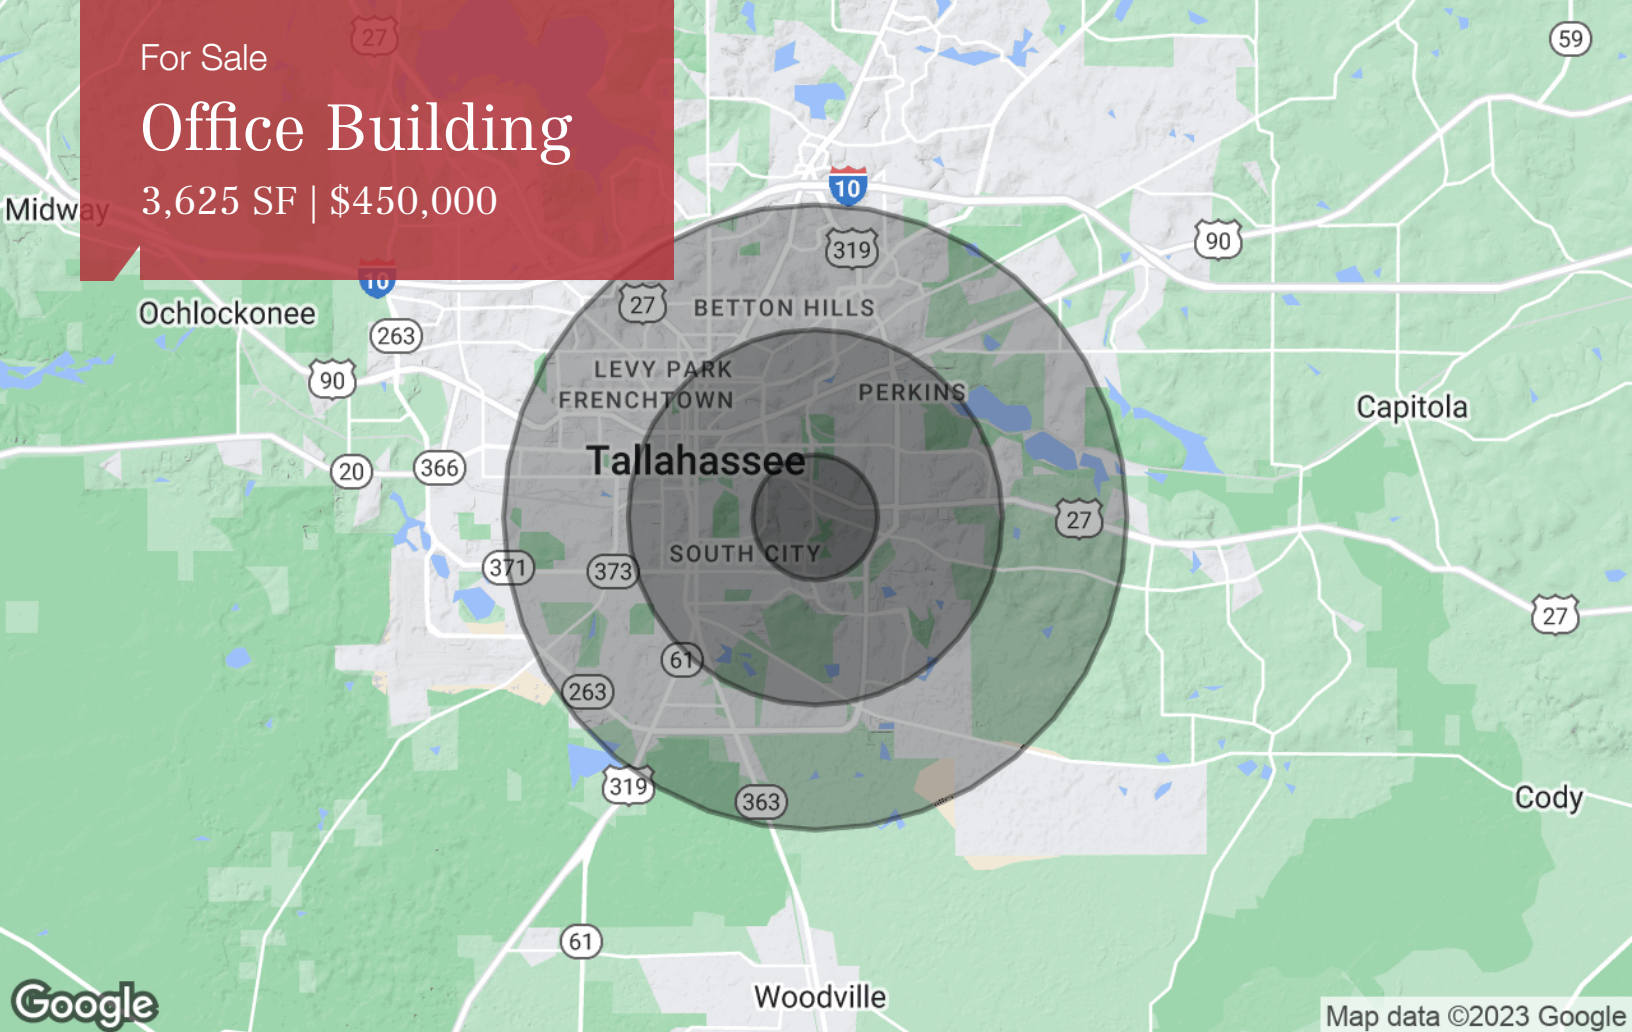 For Sale
Office Building
3,625 SF | $450,000
27
59
Midway
10
90
319
10
Ochlockonee
27
BETTON HILLS
263
90
LEVY PARK
FRENCHTOWN
PERKINS
Capitola
Tallahassee
20
366
27
SOUTH CITY
371
373
27
61
263
319
363
Cody
61
Woodville
Google
Map data ©2023 Google